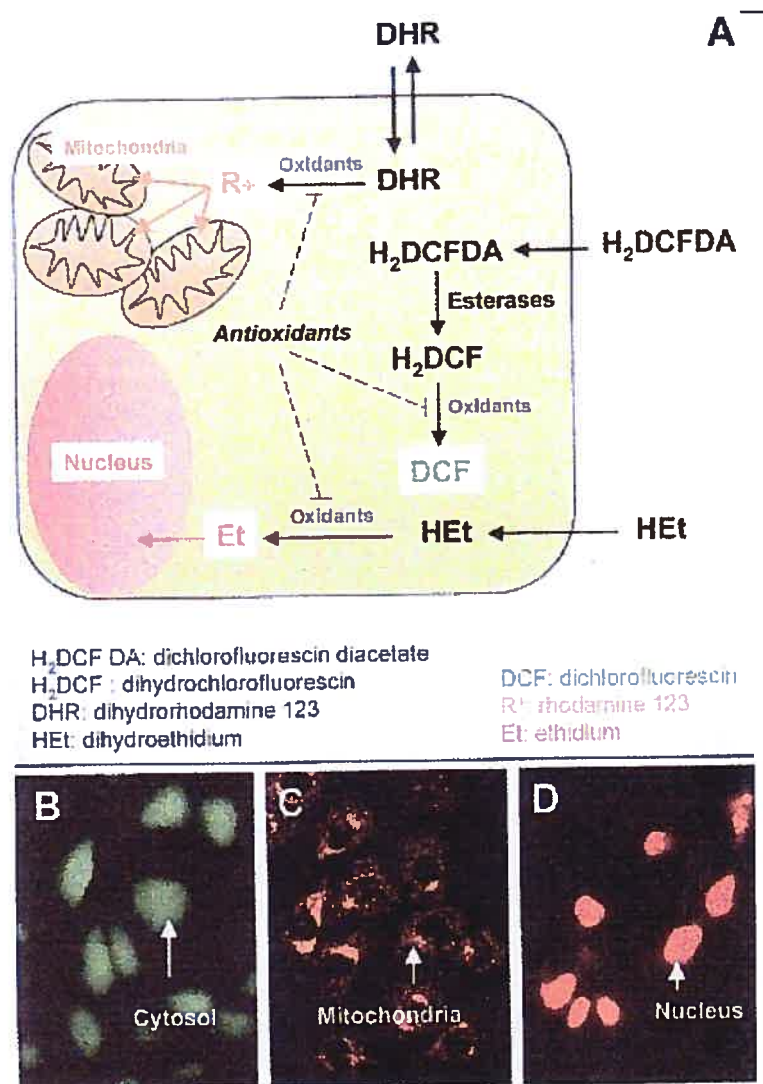 DHR
A
Mitochondria
Oxidants
R+
DHR
H₂DCFDA
H₂DCFDA
Esterases
Antioxidants
H₂DCF
Oxidants
Nucleus
DCF
Oxidants
Et
HEt
HEt
H₂DCF DA: dichlorofluorescin diacetate
H₂DCF : dihydrochlorofluorescin
DHR: dihydrorhodamine 123
HEt: dihydroethidium
DCF: dichlorofluorescin
R⁺: rhodamine 123
Et: ethidium
B
C
D
Cytosol
Mitochondria
Nucleus